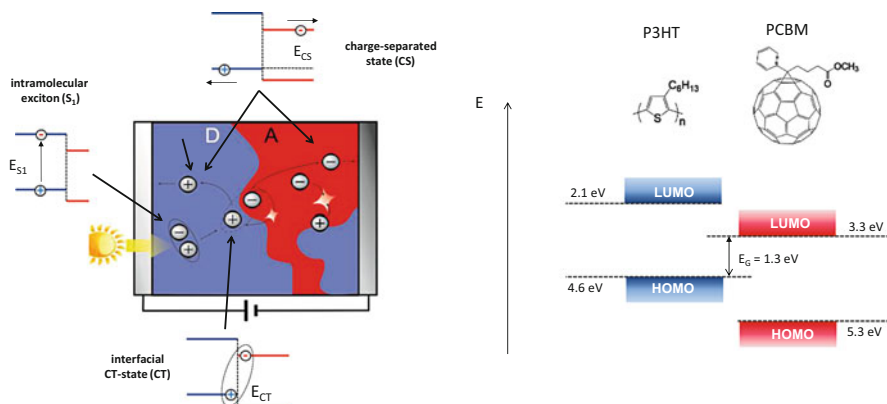 E_CS
charge-separated
state (CS)
intramolecular
exciton (S₁)
E_S1
D
A
interfacial
CT-state (CT)
E_CT
P3HT
PCBM
E
C₆H₁₃
S
n
OCH₃
O
2.1 eV
LUMO
LUMO
3.3 eV
E_G = 1.3 eV
4.6 eV
HOMO
HOMO
5.3 eV